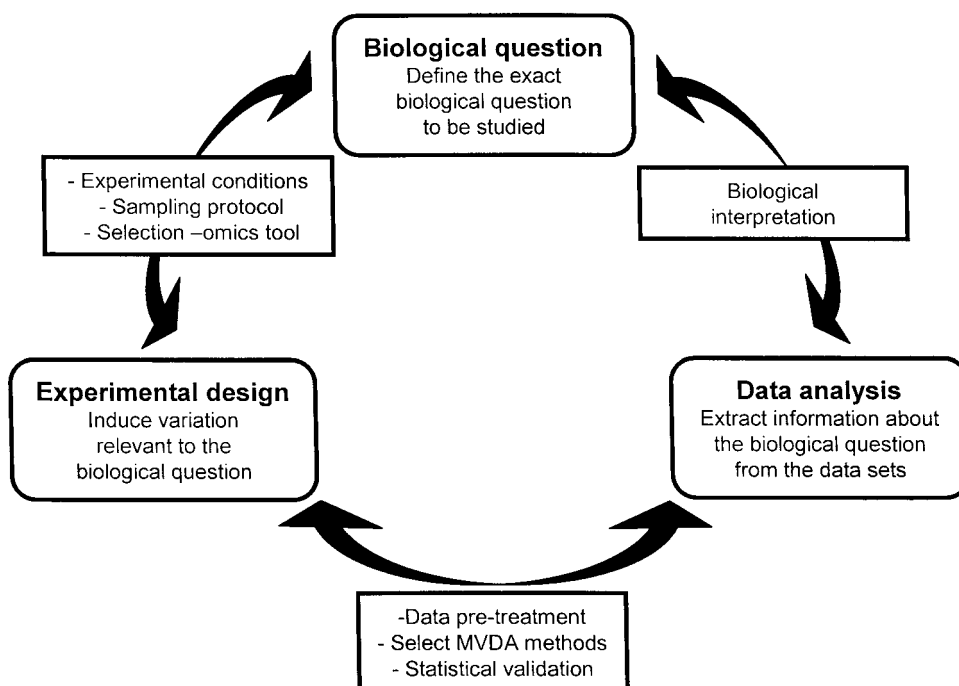 Biological question
Define the exact
biological question
to be studied
- Experimental conditions
- Sampling protocol
- Selection –omics tool
Biological
interpretation
Experimental design
Induce variation
relevant to the
biological question
Data analysis
Extract information about
the biological question
from the data sets
-Data pre-treatment
- Select MVDA methods
- Statistical validation